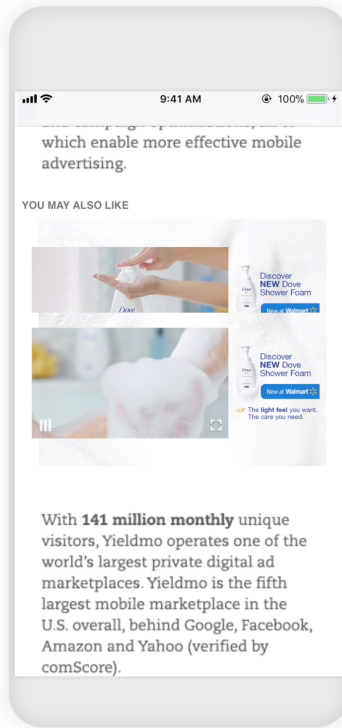 9:41 AM
100%
which enable more effective mobile
advertising.
YOU MAY ALSO LIKE
Dove
Discover
NEW Dove
Shower Foam
New at Walmart
Dove
Discover
NEW Dove
Shower Foam
New at Walmart
The light feel you want.
The care you need.
With 141 million monthly unique
visitors, Yieldmo operates one of the
world's largest private digital ad
marketplaces. Yieldmo is the fifth
largest mobile marketplace in the
U.S. overall, behind Google, Facebook,
Amazon and Yahoo (verified by
comScore).